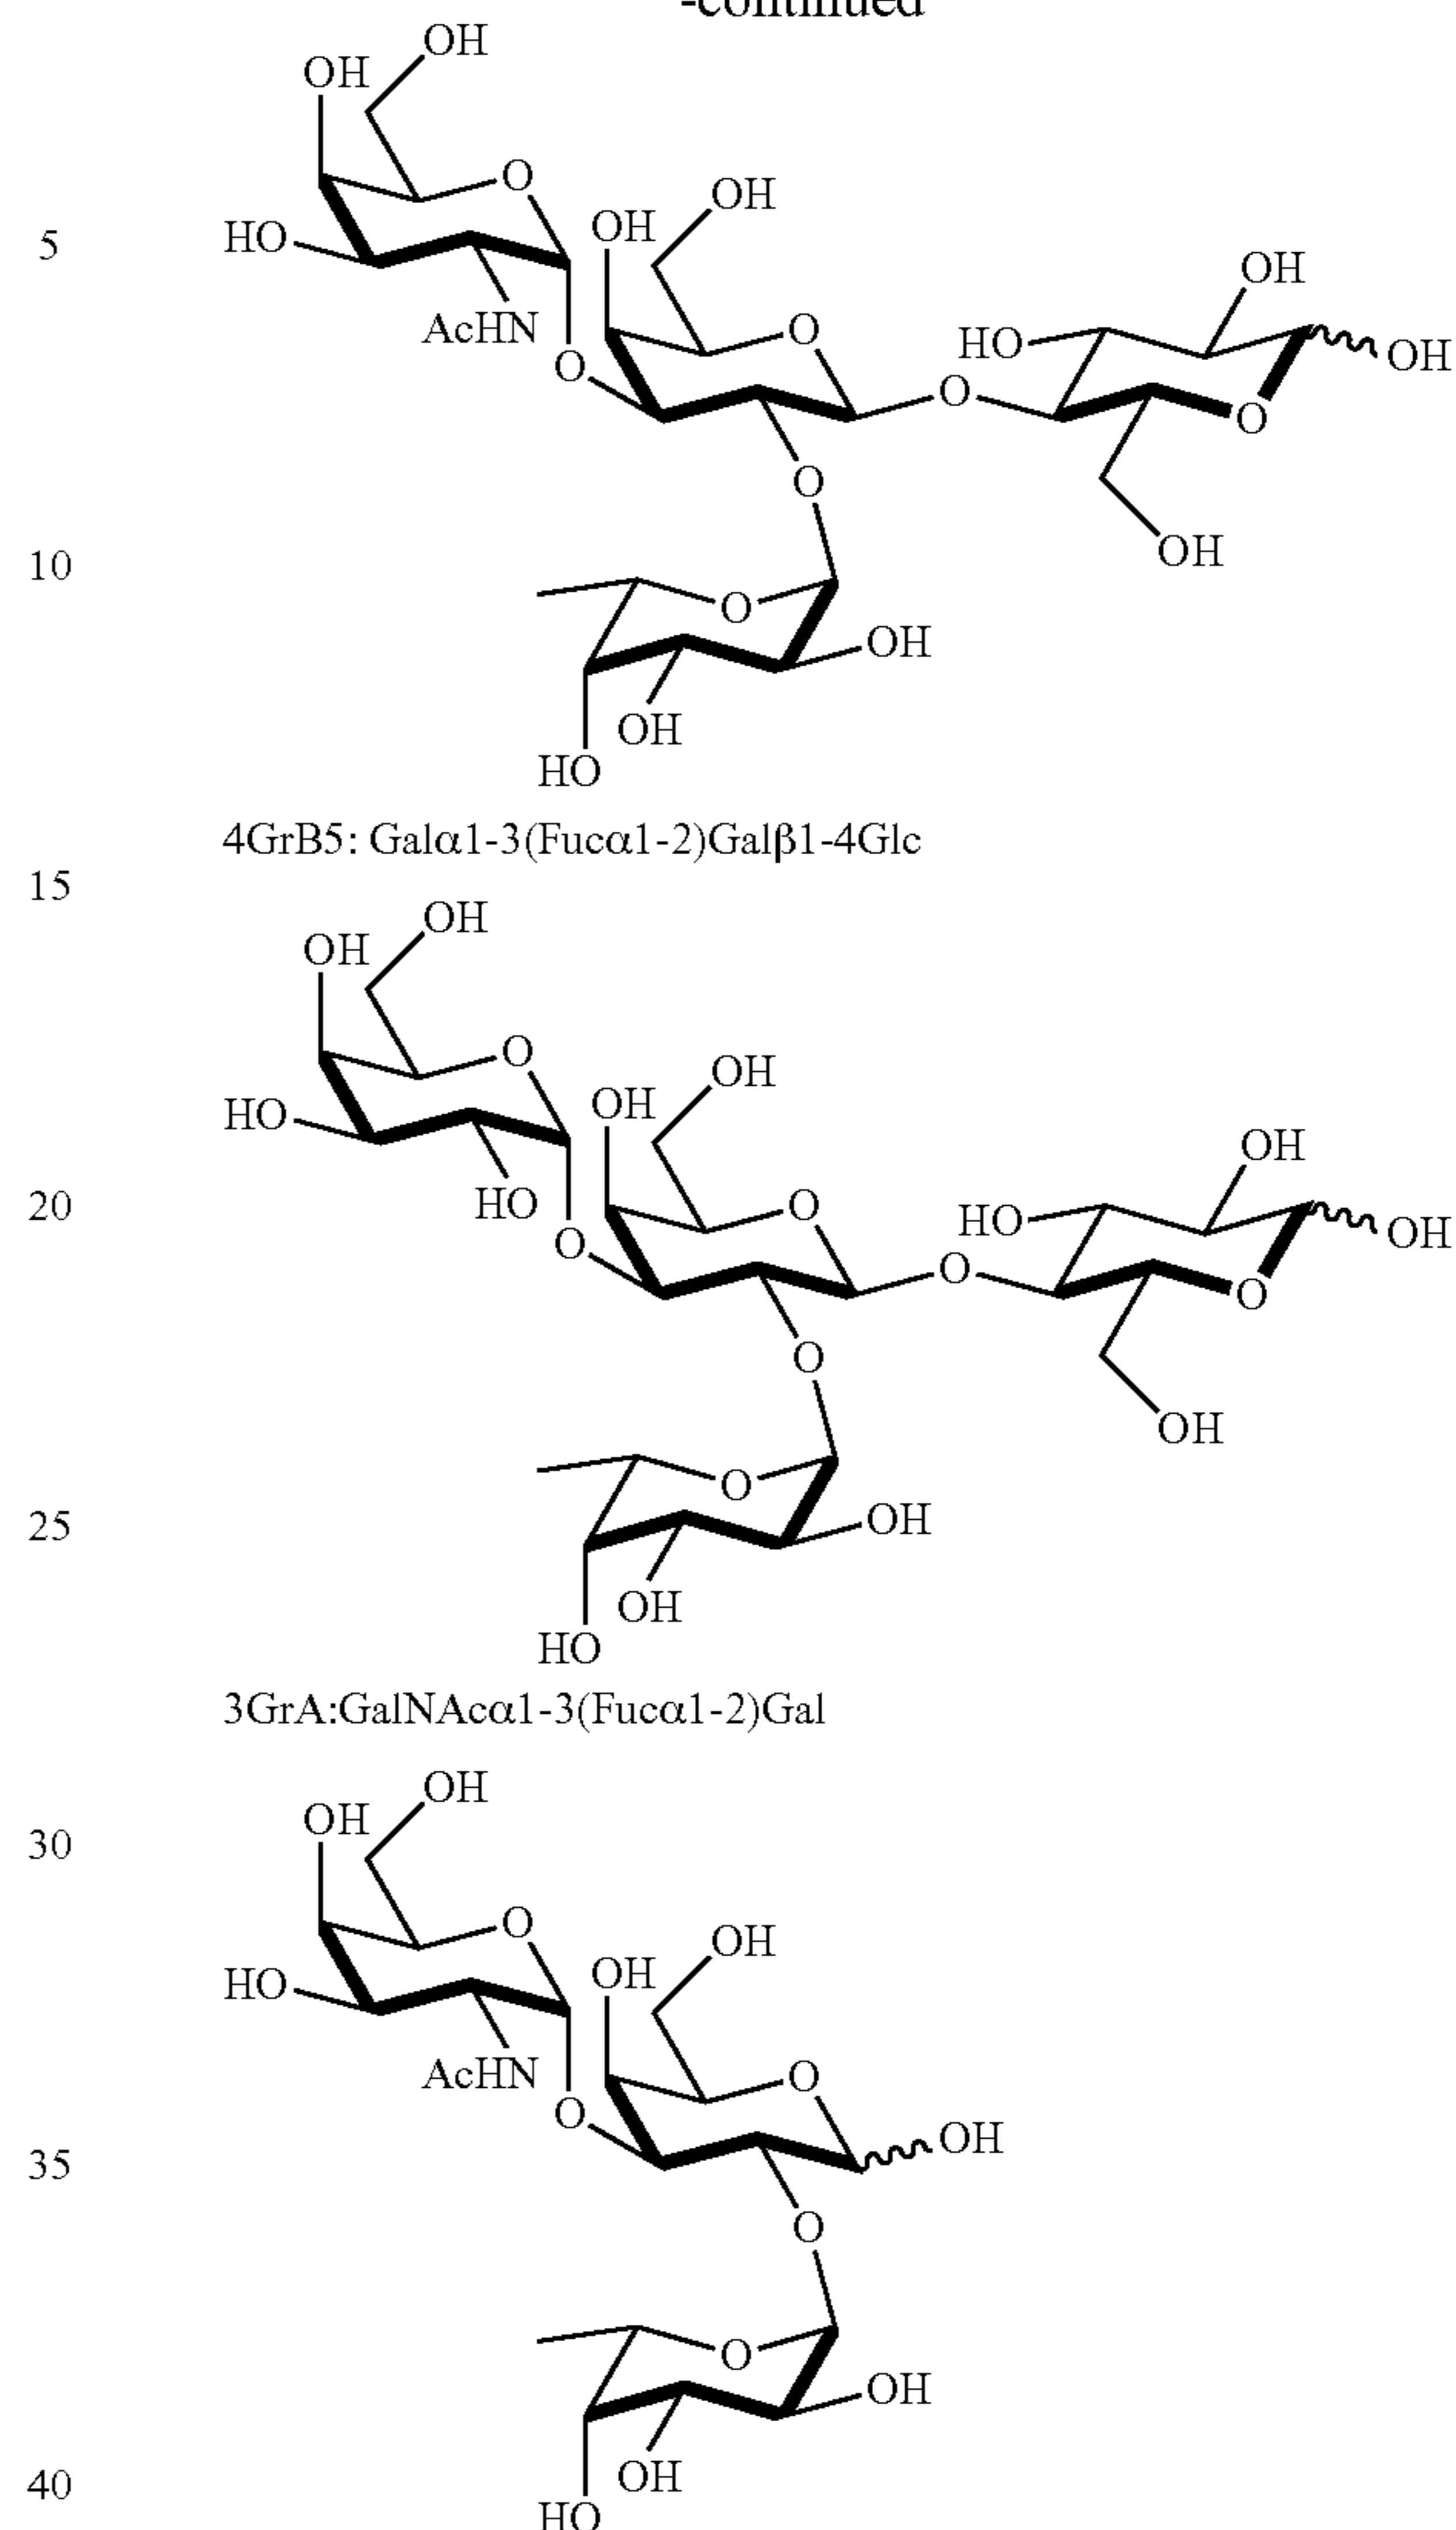 -continued
OH
OH
O
5
HO
OH
OH
OH
AcHN
O
O
HO
OH
O
O
O
10
OH
O
OH
OH
HO
4GrB5: Galα1-3(Fucα1-2)Galβ1-4Glc
15
OH
OH
O
HO
OH
OH
OH
20
HO
O
O
HO
OH
O
O
O
OH
O
25
OH
OH
HO
3GrA:GalNAcα1-3(Fucα1-2)Gal
OH
OH
30
O
HO
OH
OH
AcHN
O
O
35
OH
O
O
OH
OH
40
HO